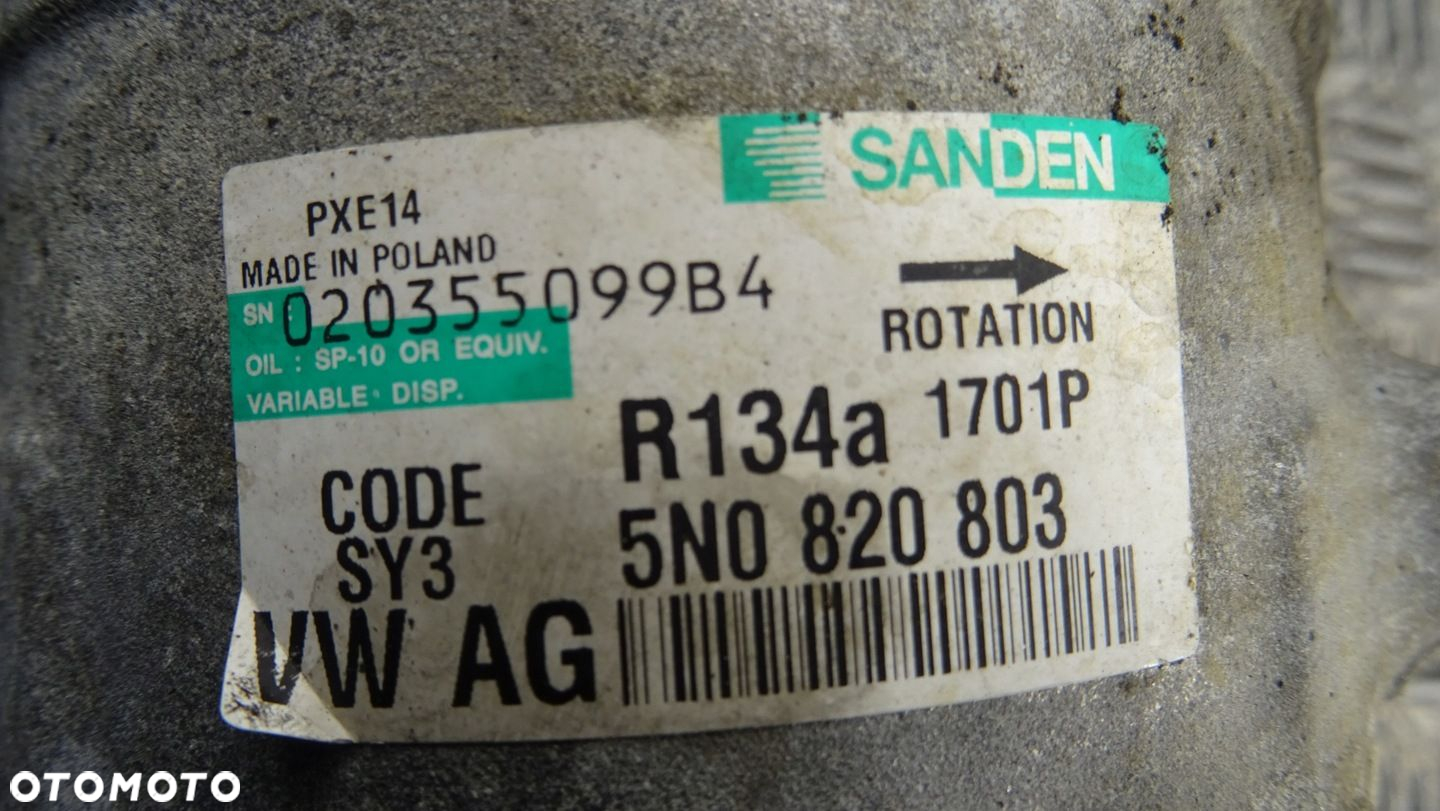 SANDEN
PXE14
MADE IN POLAND
SN : 020355099B4
ROTATION
OIL : SP-10 OR EQUIV.
VARIABLE DISP.
R134a 1701P
CODE
SY3
5N0 820 803
VW AG
OTOMOTO